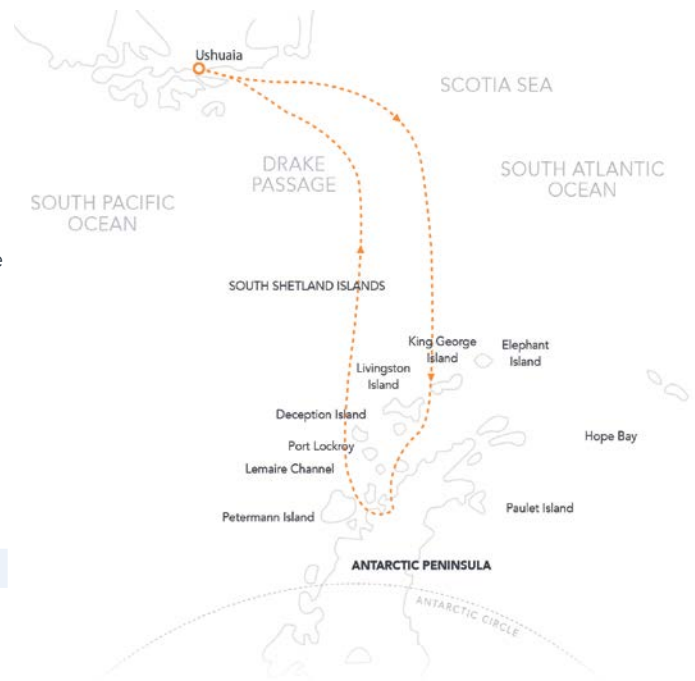 Ushuaia
SCOTIA SEA
DRAKE
PASSAGE
SOUTH ATLANTIC
OCEAN
SOUTH PACIFIC
OCEAN
e
SOUTH SHETLAND ISLANDS
King George
Island
Elephant
Island
Livingston
Island
Deception Island
Hope Bay
Port Lockroy
Lemaire Channel
Paulet Island
Petermann Island
ANTARCTIC PENINSULA
ANTARCTIC CIRCLE